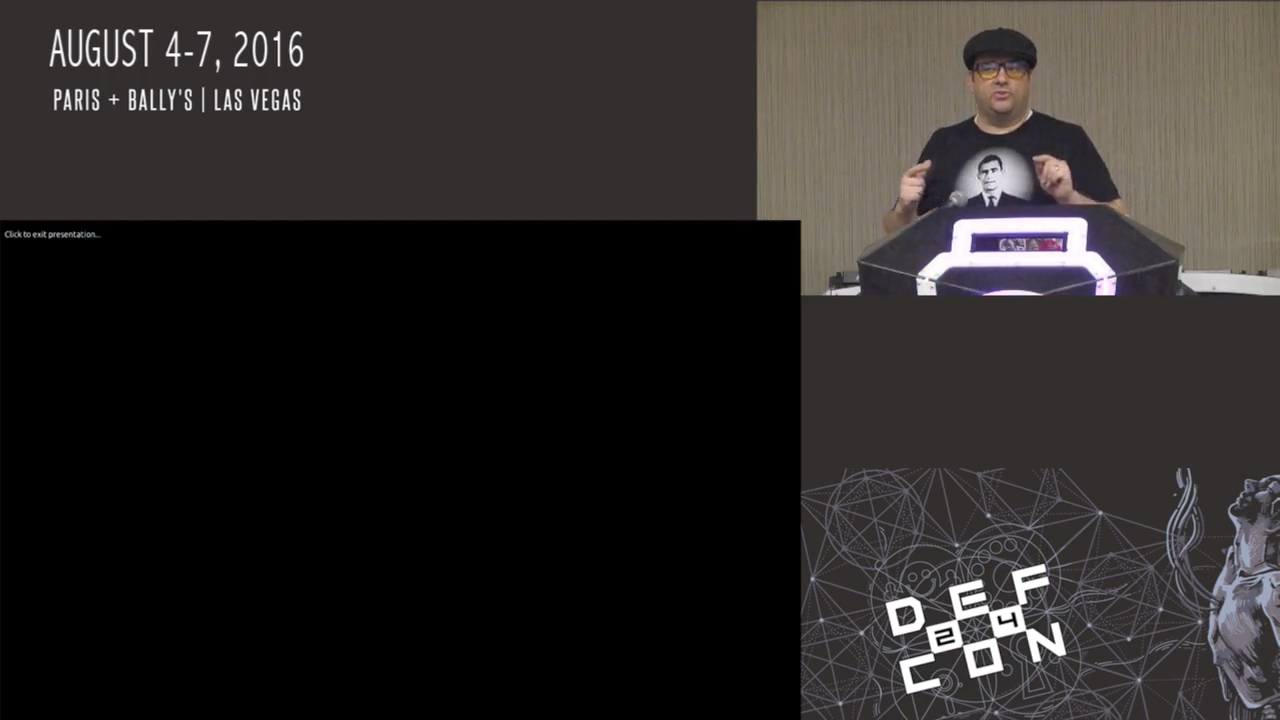 AUGUST 4-7, 2016
PARIS + BALLY'S | LAS VEGAS
Click to exit presentation...
DEF
24
CON